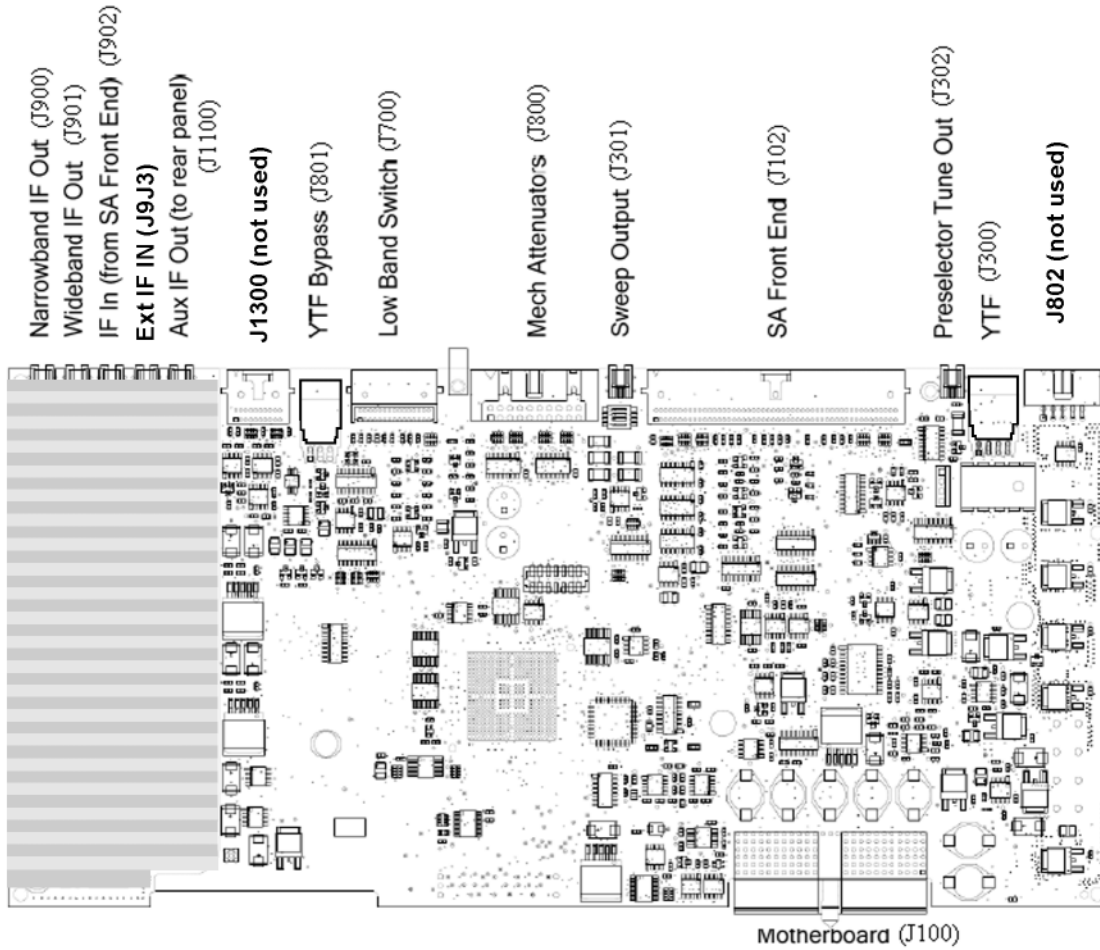 Narrowband IF Out (J900)
Wideband IF Out (J901)
IF In (from SA Front End) (J902)
Ext IF IN (J9J3)
Aux IF Out (to rear panel)
(J1100)
J1300 (not used)
YTF Bypass (J801)
Low Band Switch (J700)
Mech Attenuators (J800)
Sweep Output (J301)
SA Front End (J102)
Preselector Tune Out (J302)
YTF (J300)
J802 (not used)
Motherboard (J100)